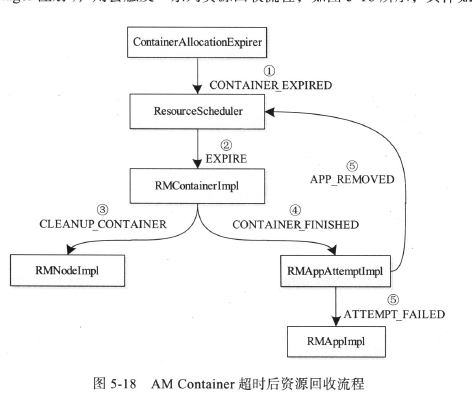 ContainerAllocationExpirer
①
CONTAINER_EXPIRED
ResourceScheduler
②
EXPIRE
⑤
APP_REMOVED
RMContainerImpl
③
CLEANUP_CONTAINER
④
CONTAINER_FINISHED
RMNodeImpl
RMAppAttemptImpl
⑤
ATTEMPT_FAILED
RMAppImpl
图 5-18 AM Container 超时后资源回收流程